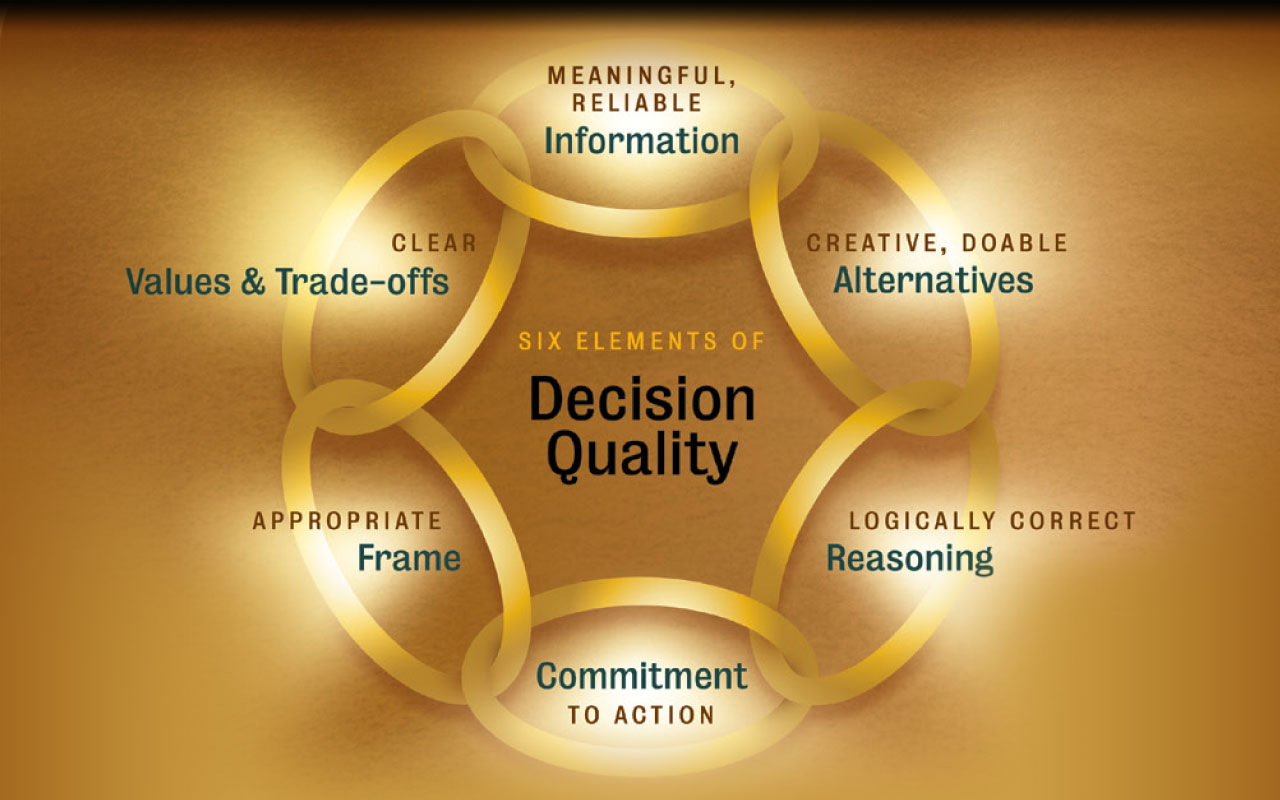 MEANINGFUL,
RELIABLE
Information
CLEAR
Values & Trade-offs
CREATIVE, DOABLE
Alternatives
SIX ELEMENTS OF
Decision
Quality
APPROPRIATE
Frame
LOGICALLY CORRECT
Reasoning
Commitment
TO ACTION